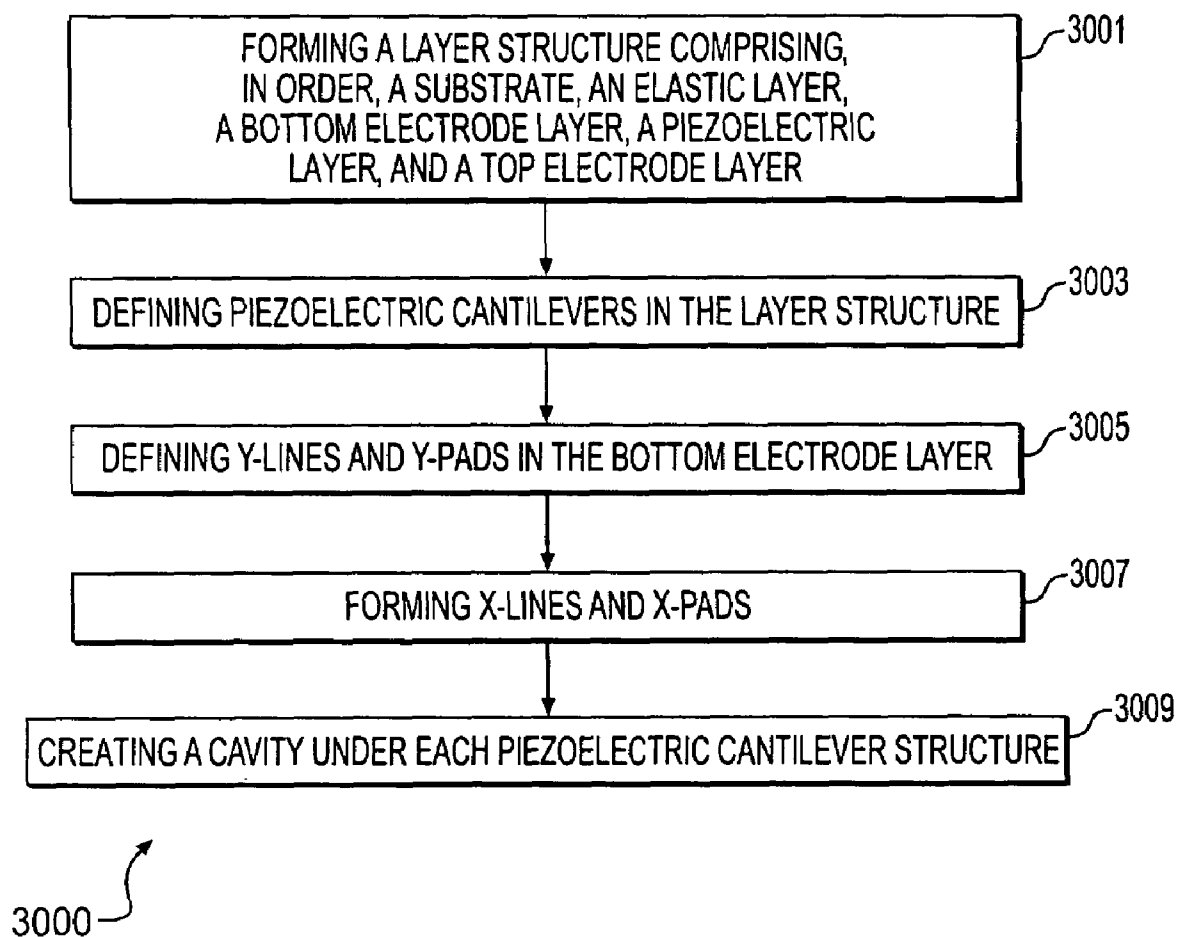 FORMING A LAYER STRUCTURE COMPRISING,
IN ORDER, A SUBSTRATE, AN ELASTIC LAYER,
A BOTTOM ELECTRODE LAYER, A PIEZOELECTRIC
LAYER, AND A TOP ELECTRODE LAYER
3001
DEFINING PIEZOELECTRIC CANTILEVERS IN THE LAYER STRUCTURE
3003
DEFINING Y-LINES AND Y-PADS IN THE BOTTOM ELECTRODE LAYER
3005
FORMING X-LINES AND X-PADS
3007
CREATING A CAVITY UNDER EACH PIEZOELECTRIC CANTILEVER STRUCTURE
3009
3000